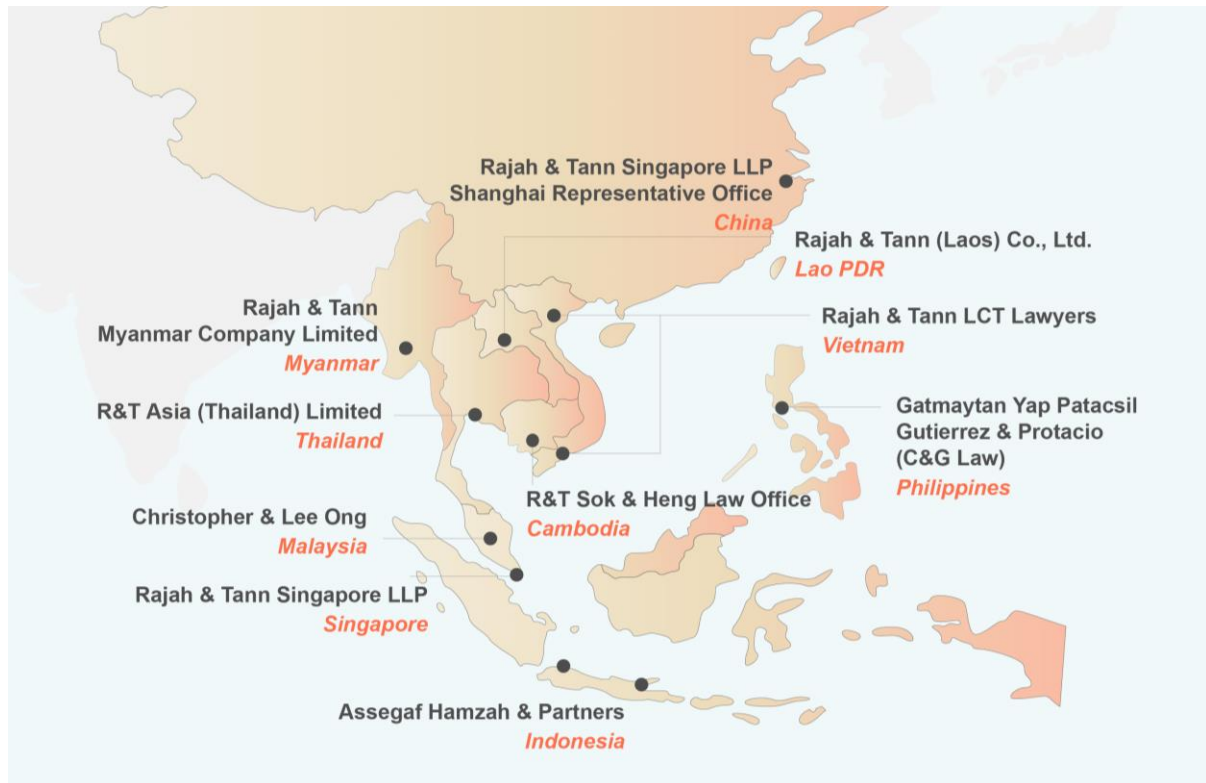 Rajah & Tann Singapore LLP
Shanghai Representative Office
China
Rajah & Tann (Laos) Co., Ltd.
Lao PDR
Rajah & Tann
Myanmar Company Limited
Myanmar
Rajah & Tann LCT Lawyers
Vietnam
R&T Asia (Thailand) Limited
Thailand
Gatmaytan Yap Patacsil
Gutierrez & Protacio
(C&G Law)
Philippines
R&T Sok & Heng Law Office
Cambodia
Christopher & Lee Ong
Malaysia
Rajah & Tann Singapore LLP
Singapore
Assegaf Hamzah & Partners
Indonesia